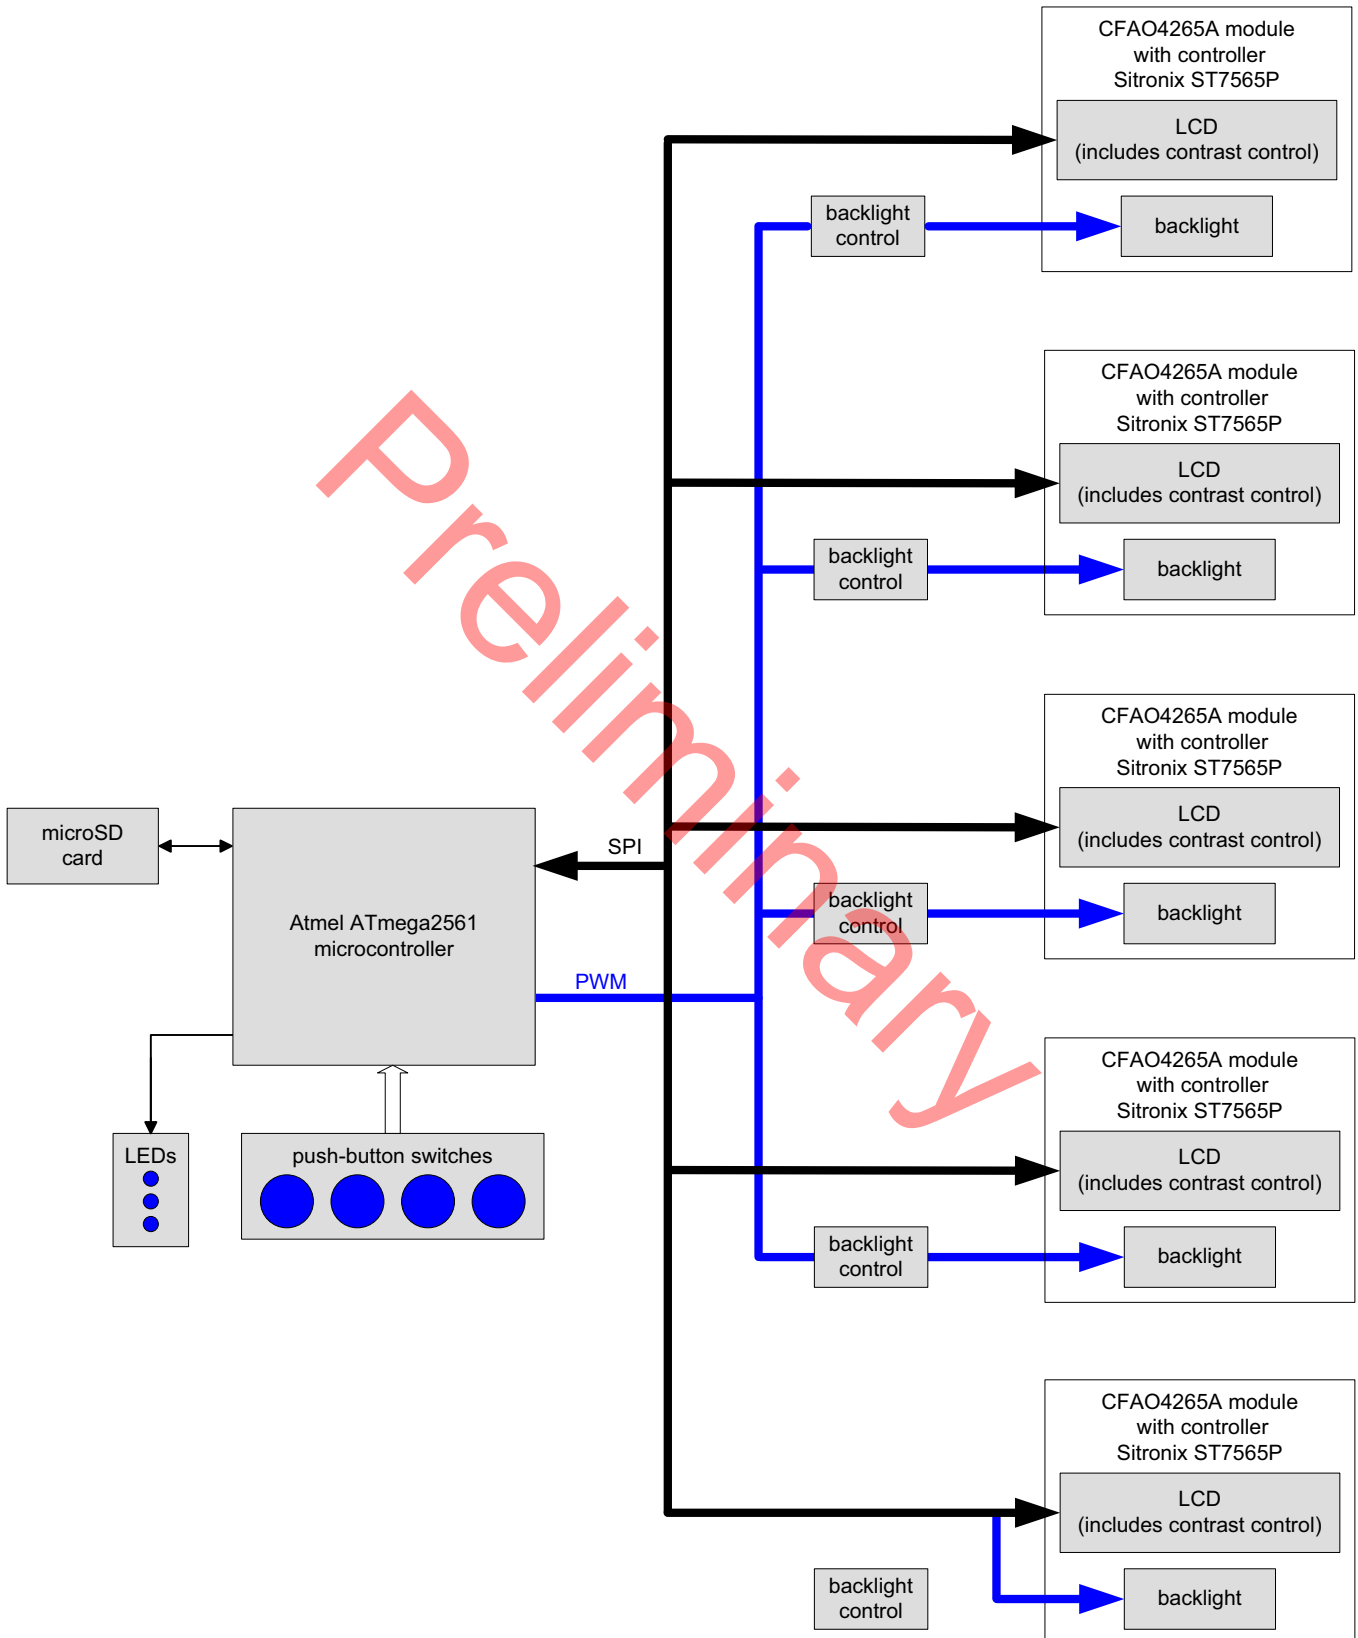 CFAO4265A module
with controller
Sitronix ST7565P
LCD
(includes contrast control)
backlight
control
backlight
CFAO4265A module
with controller
Sitronix ST7565P
LCD
(includes contrast control)
backlight
control
backlight
CFAO4265A module
with controller
Sitronix ST7565P
LCD
(includes contrast control)
backlight
control
backlight
microSD
card
Atmel ATmega2561
microcontroller
SPI
PWM
Preliminary
CFAO4265A module
with controller
Sitronix ST7565P
LCD
(includes contrast control)
backlight
control
backlight
LEDs
push-button switches
CFAO4265A module
with controller
Sitronix ST7565P
LCD
(includes contrast control)
backlight
control
backlight